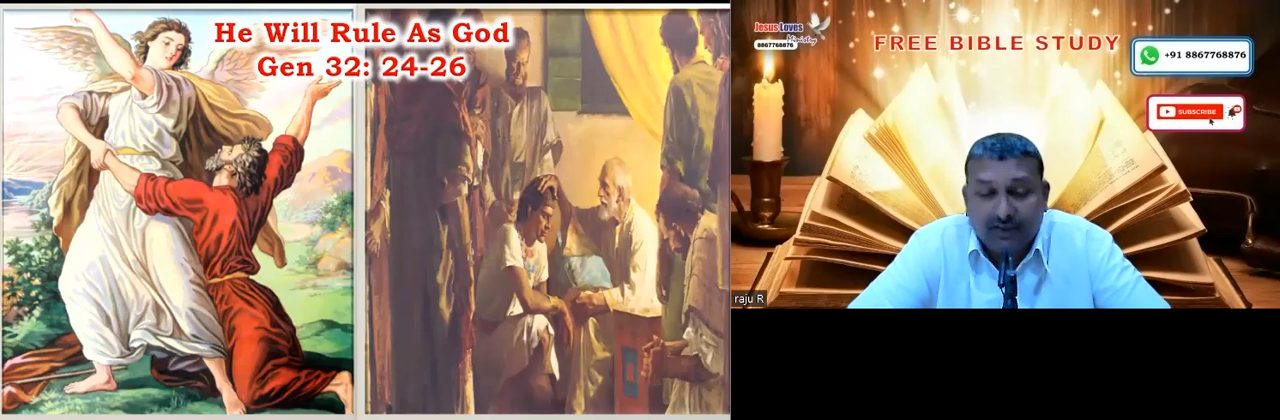 He Will Rule As God
Gen 32: 24-26
Jesus Loves
Ministry
8867768876
FREE BIBLE STUDY
+91 8867768876
SUBSCRIBE
raju R